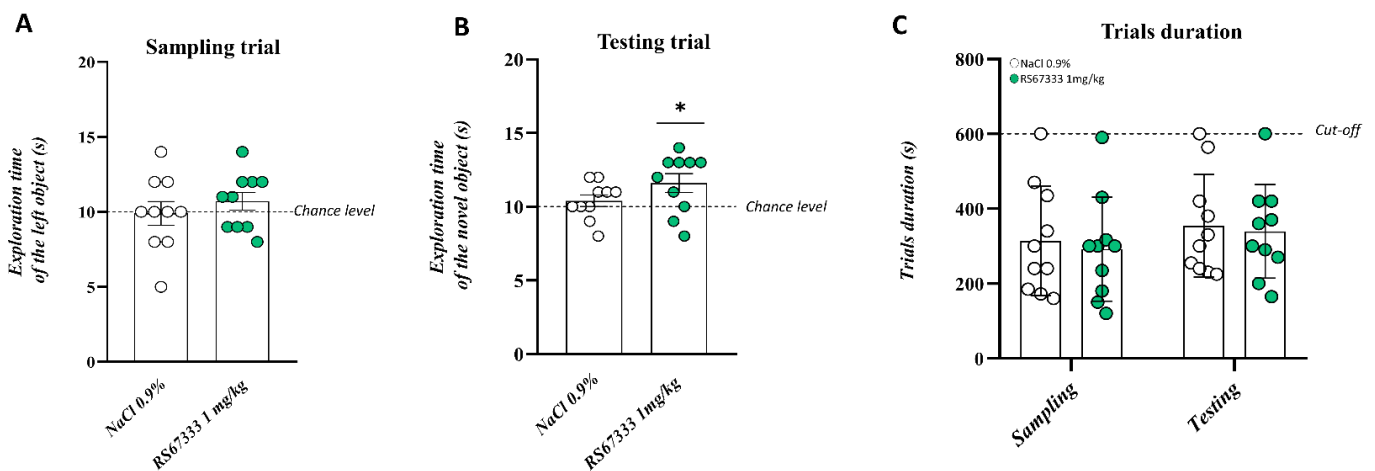 A
Sampling trial
Exploration time
of the left object (s)
20
15
10
5
0
Chance level
NaCl 0.9%
RS67333 1 mg/kg
B
Testing trial
Exploration time
of the novel object (s)
20
15
10
5
0
*
Chance level
NaCl 0.9%
RS67333 1mg/kg
C
Trials duration
NaCl 0.9%
RS67333 1mg/kg
Trials duration (s)
800
600
400
200
0
Cut-off
Sampling
Testing